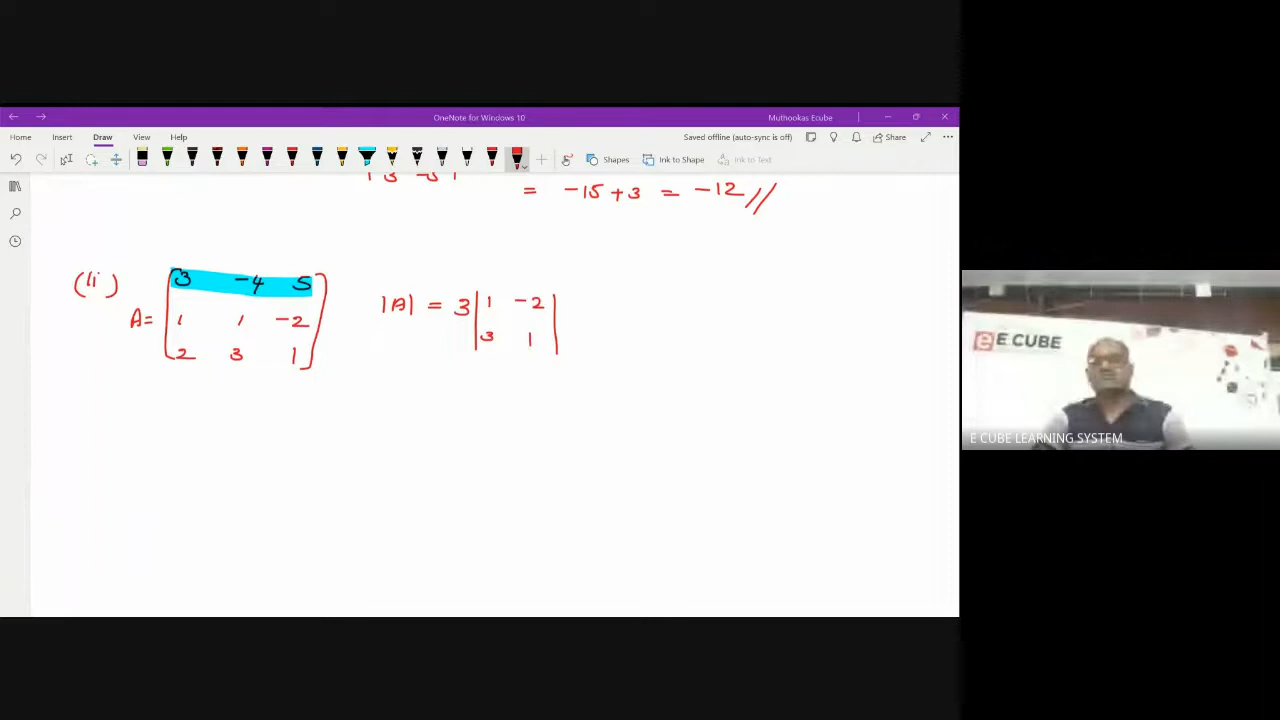 OneNote for Windows 10
Muthookas Ecube
Home Insert Draw View Help
Saved offline (auto-sync is off)
Share
Shapes
Ink to Shape
Ink to Text
= -15 + 3 = -12 //
(ii)
A= 3 -4 5
1 1 -2
2 3 1
|A| = 3 | 1 -2 |
| 3 1 |
e E CUBE
E CUBE LEARNING SYSTEM